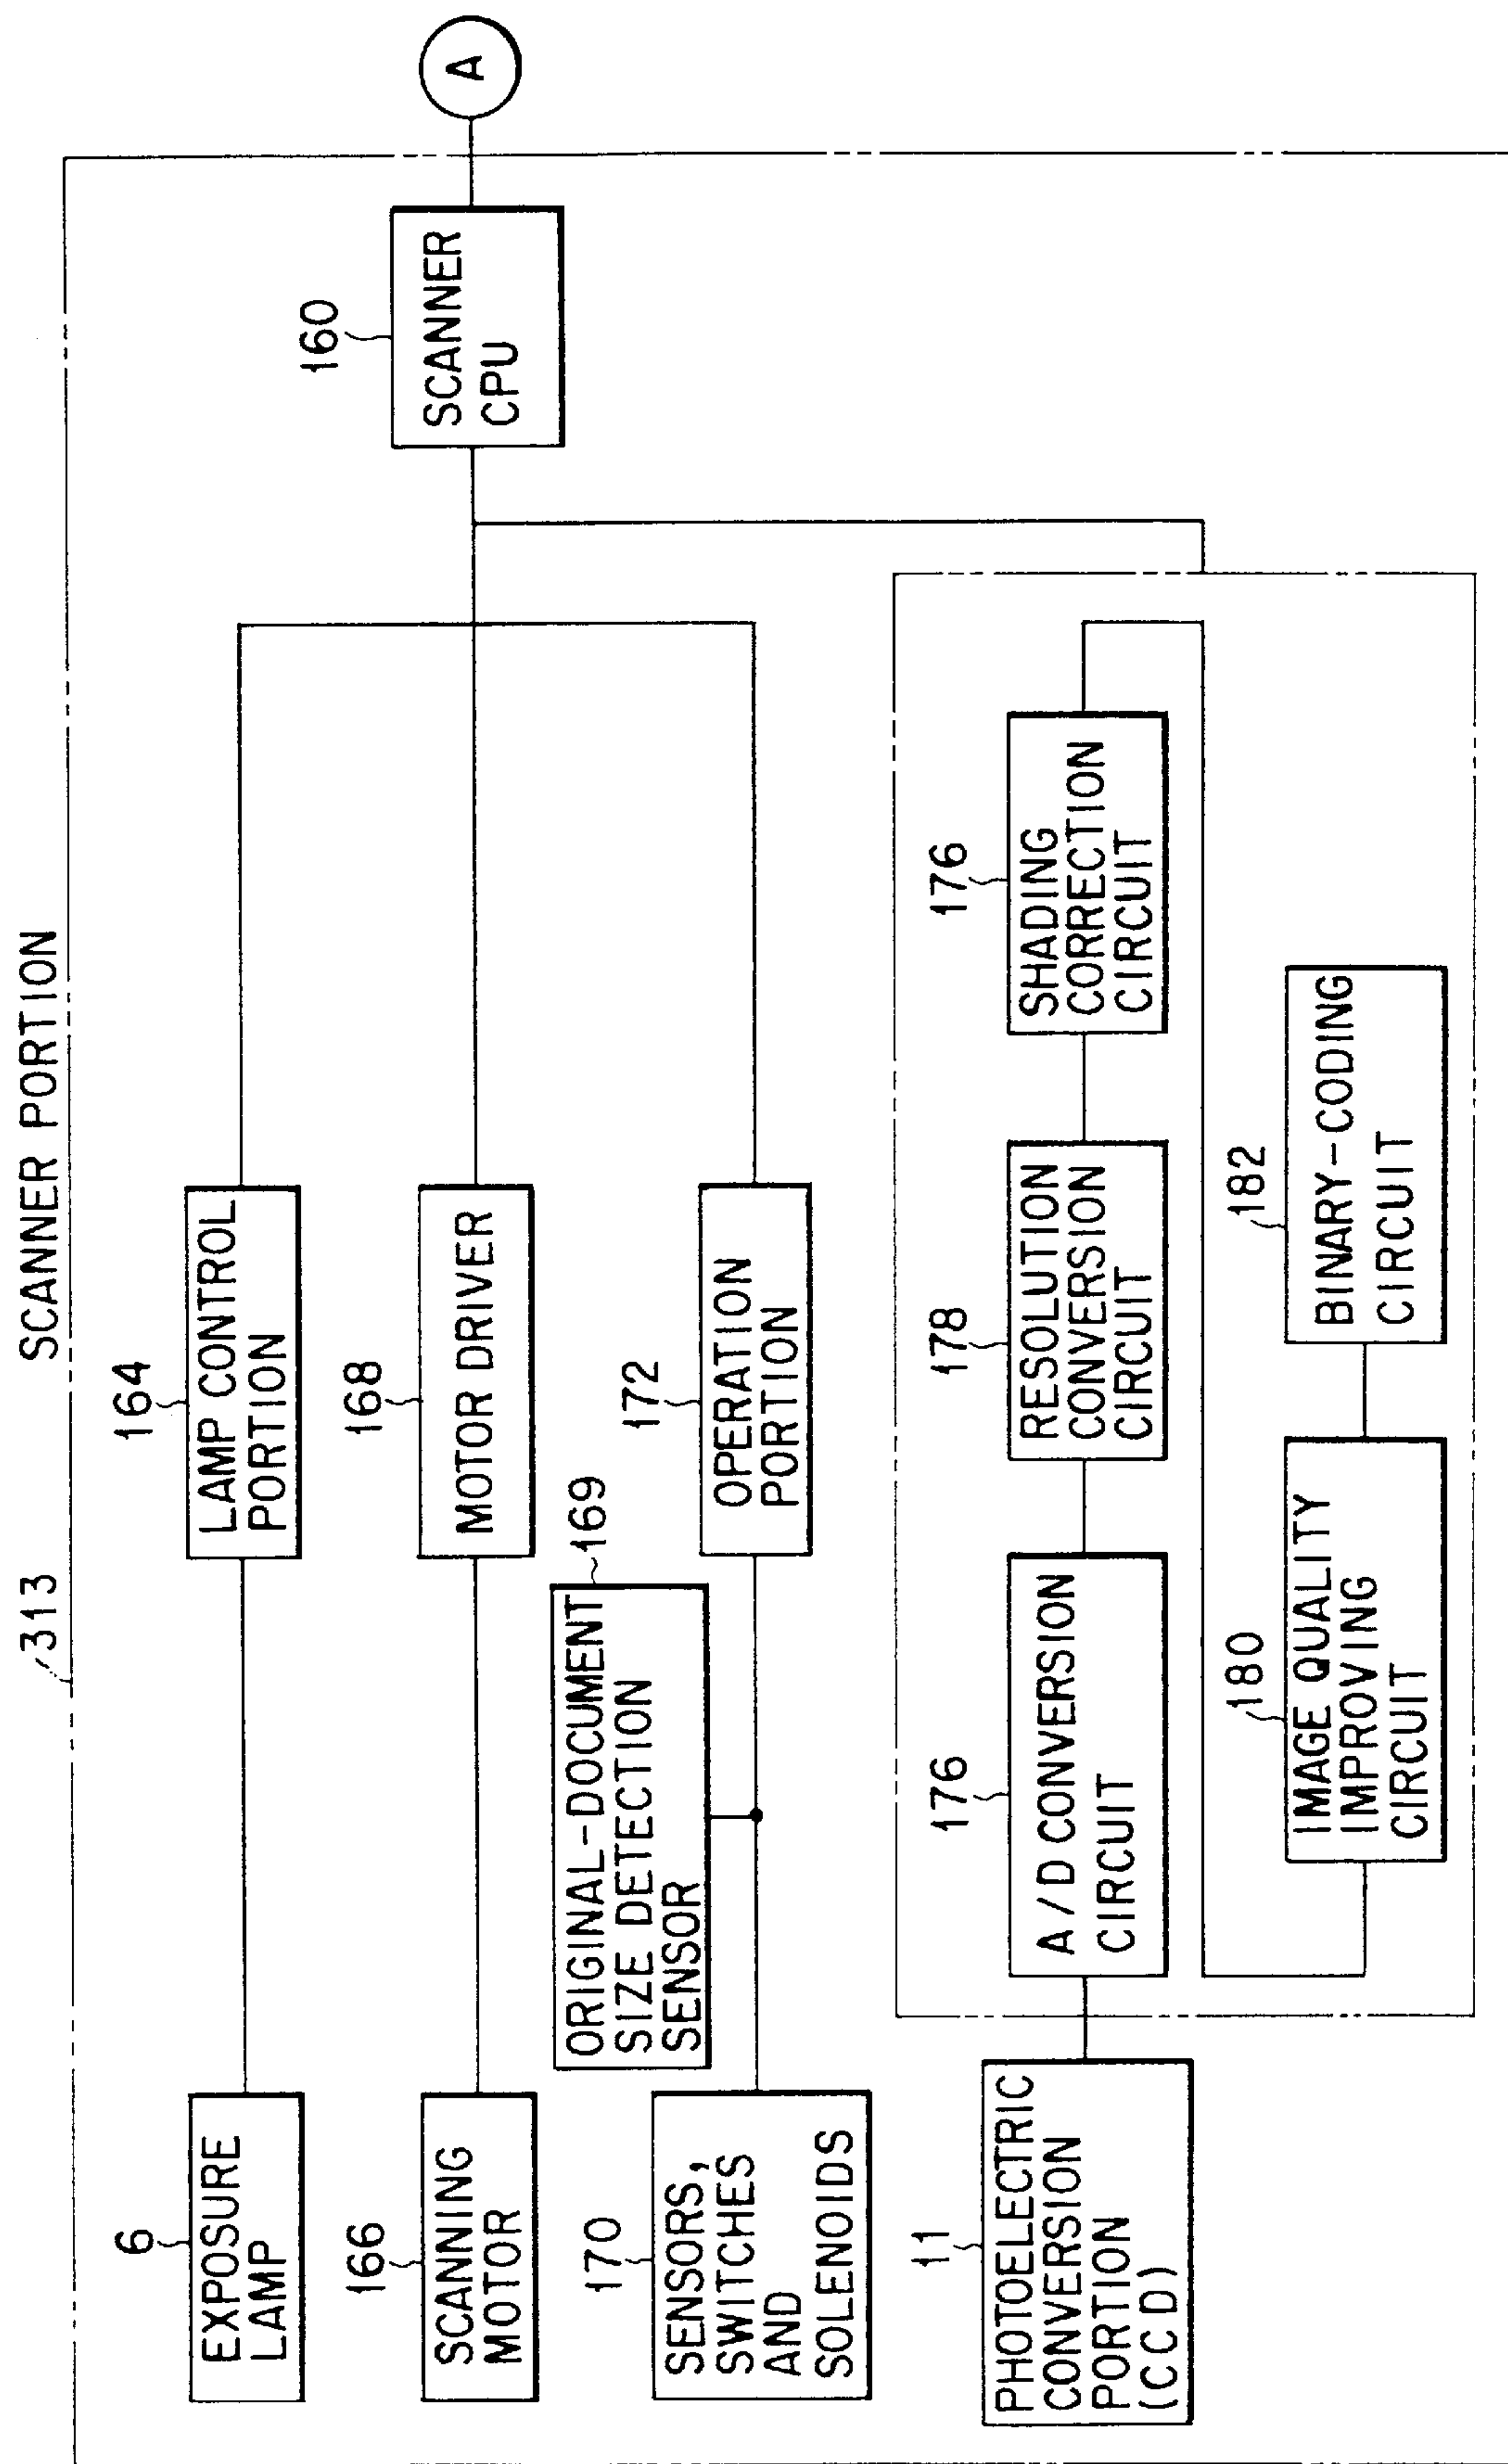 SCANNER PORTION
313
A
160
SCANNER
CPU
6
EXPOSURE
LAMP
164
LAMP CONTROL
PORTION
166
SCANNING
MOTOR
168
MOTOR DRIVER
169
ORIGINAL-DOCUMENT
SIZE DETECTION
SENSOR
170
SENSORS,
SWITCHES
AND
SOLENOIDS
172
OPERATION
PORTION
11
PHOTOELECTRIC
CONVERSION
PORTION
(CCD)
176
A/D CONVERSION
CIRCUIT
178
RESOLUTION
CONVERSION
CIRCUIT
176
SHADING
CORRECTION
CIRCUIT
180
IMAGE QUALITY
IMPROVING
CIRCUIT
182
BINARY-CODING
CIRCUIT